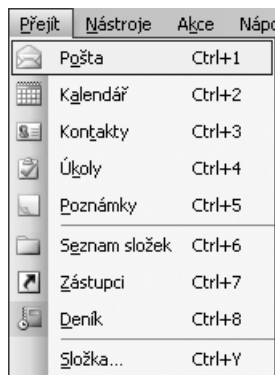 Přejít Nástroje Akce Nápo
Pošta Ctrl+1
Kalendář Ctrl+2
Kontakty Ctrl+3
Úkoly Ctrl+4
Poznámky Ctrl+5
Seznam složek Ctrl+6
Zástupci Ctrl+7
Deník Ctrl+8
Složka... Ctrl+Y